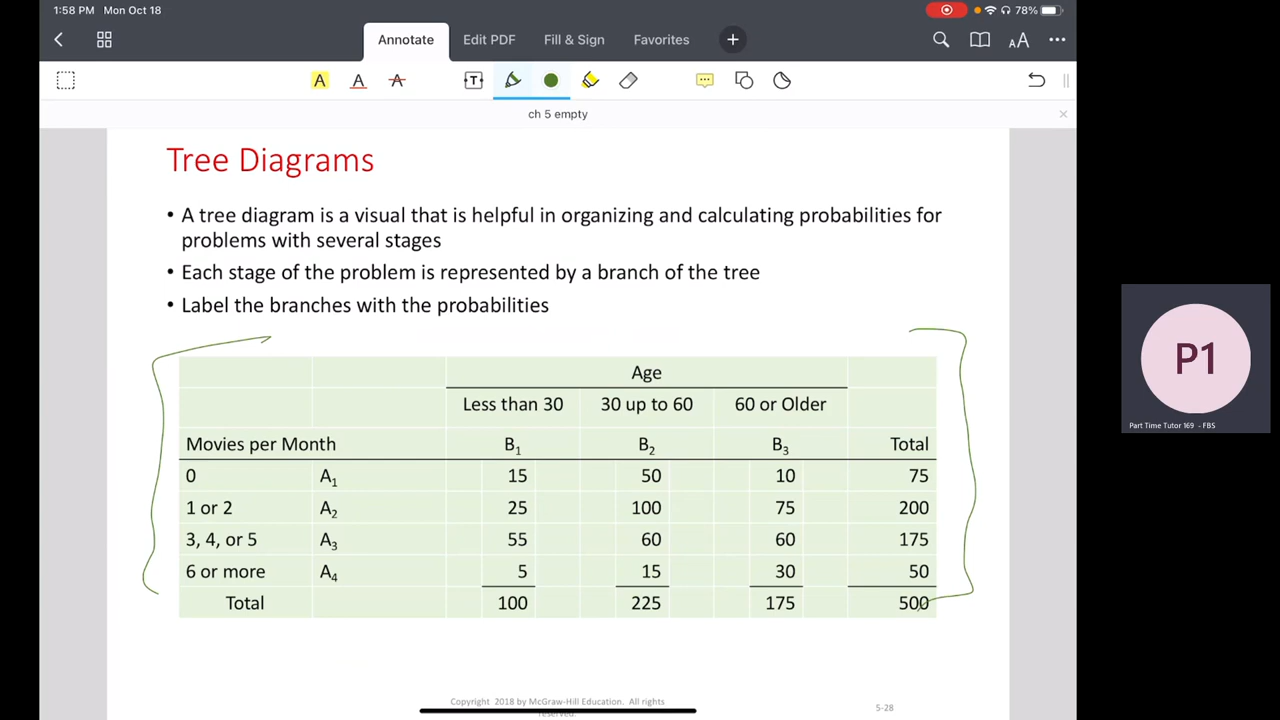 1:58 PM Mon Oct 18
78%
Annotate Edit PDF Fill & Sign Favorites +
AA
A A A T
ch 5 empty
Tree Diagrams
• A tree diagram is a visual that is helpful in organizing and calculating probabilities for
problems with several stages
• Each stage of the problem is represented by a branch of the tree
• Label the branches with the probabilities
Age
Less than 30 30 up to 60 60 or Older
Movies per Month B₁ B₂ B₃ Total
0 A₁ 15 50 10 75
1 or 2 A₂ 25 100 75 200
3, 4, or 5 A₃ 55 60 60 175
6 or more A₄ 5 15 30 50
Total 100 225 175 500
Copyright 2018 by McGraw-Hill Education. All rights
reserved.
5-28
P1
Part Time Tutor 169 - FBS